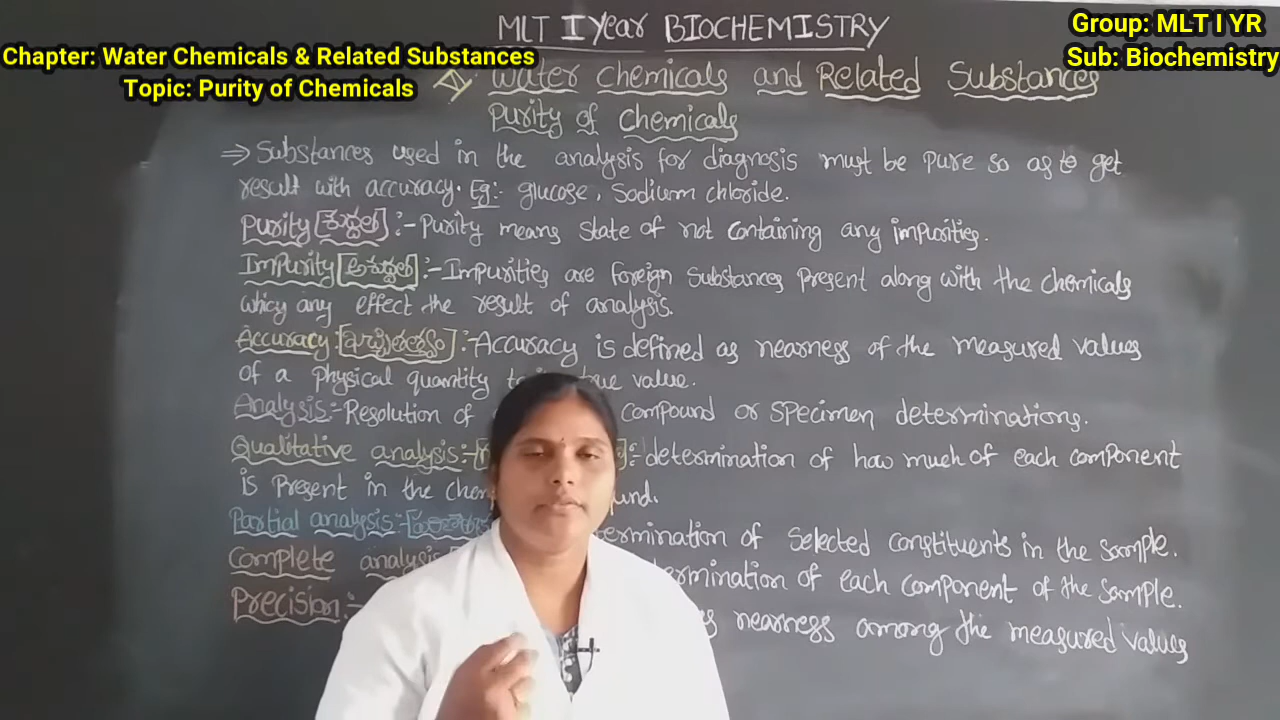 MLT I Year BIOCHEMISTRY
Group: MLT I YR
Sub: Biochemistry
Chapter: Water Chemicals & Related Substances
Topic: Purity of Chemicals
Water chemicals and Related Substances
Purity of Chemicals
⇒ Substances used in the analysis for diagnosis must be pure so as to get
result with accuracy. Eg:- glucose, Sodium chloride.
Purity [శుద్ధత] :- Purity means State of not containing any impurities.
Impurity [అశుద్ధత] :- Impurities are foreign Substances Present along with the chemicals
any effect the result of analysis.
Accuracy: [ఖచ్చితత్వం] :- Accuracy is defined as nearness of the measured values
of a physical quantity true value.
Analysis:- Resolution of compound or specimen determinations.
Qualitative analysis:- determination of how much of each component
is Present in the
Partial analysis:- of Selected constituents in the sample.
Complete analysis of each component of the sample.
Precision:- nearness among the measured values